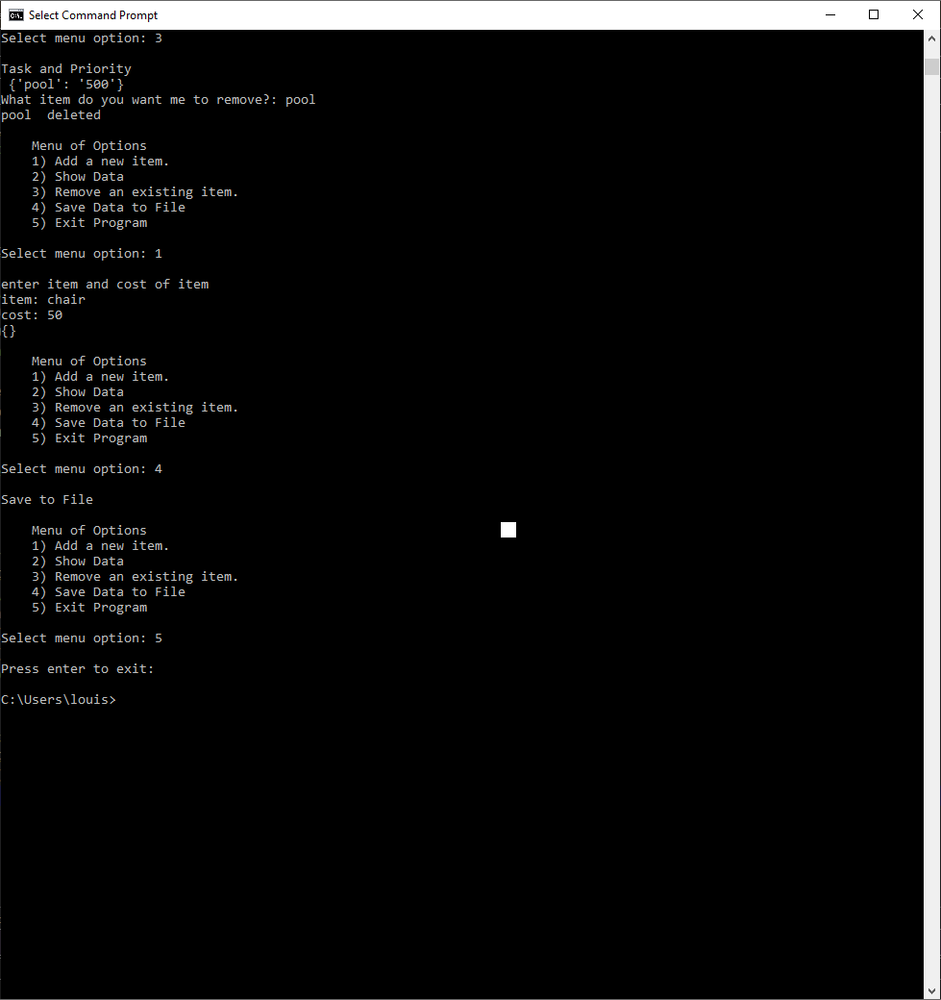 Select Command Prompt
Select menu option: 3
Task and Priority
{'pool': '500'}
What item do you want me to remove?: pool
pool  deleted
Menu of Options
1) Add a new item.
2) Show Data
3) Remove an existing item.
4) Save Data to File
5) Exit Program
Select menu option: 1
enter item and cost of item
item: chair
cost: 50
{}
Menu of Options
1) Add a new item.
2) Show Data
3) Remove an existing item.
4) Save Data to File
5) Exit Program
Select menu option: 4
Save to File
Menu of Options
1) Add a new item.
2) Show Data
3) Remove an existing item.
4) Save Data to File
5) Exit Program
Select menu option: 5
Press enter to exit:
C:\Users\louis>